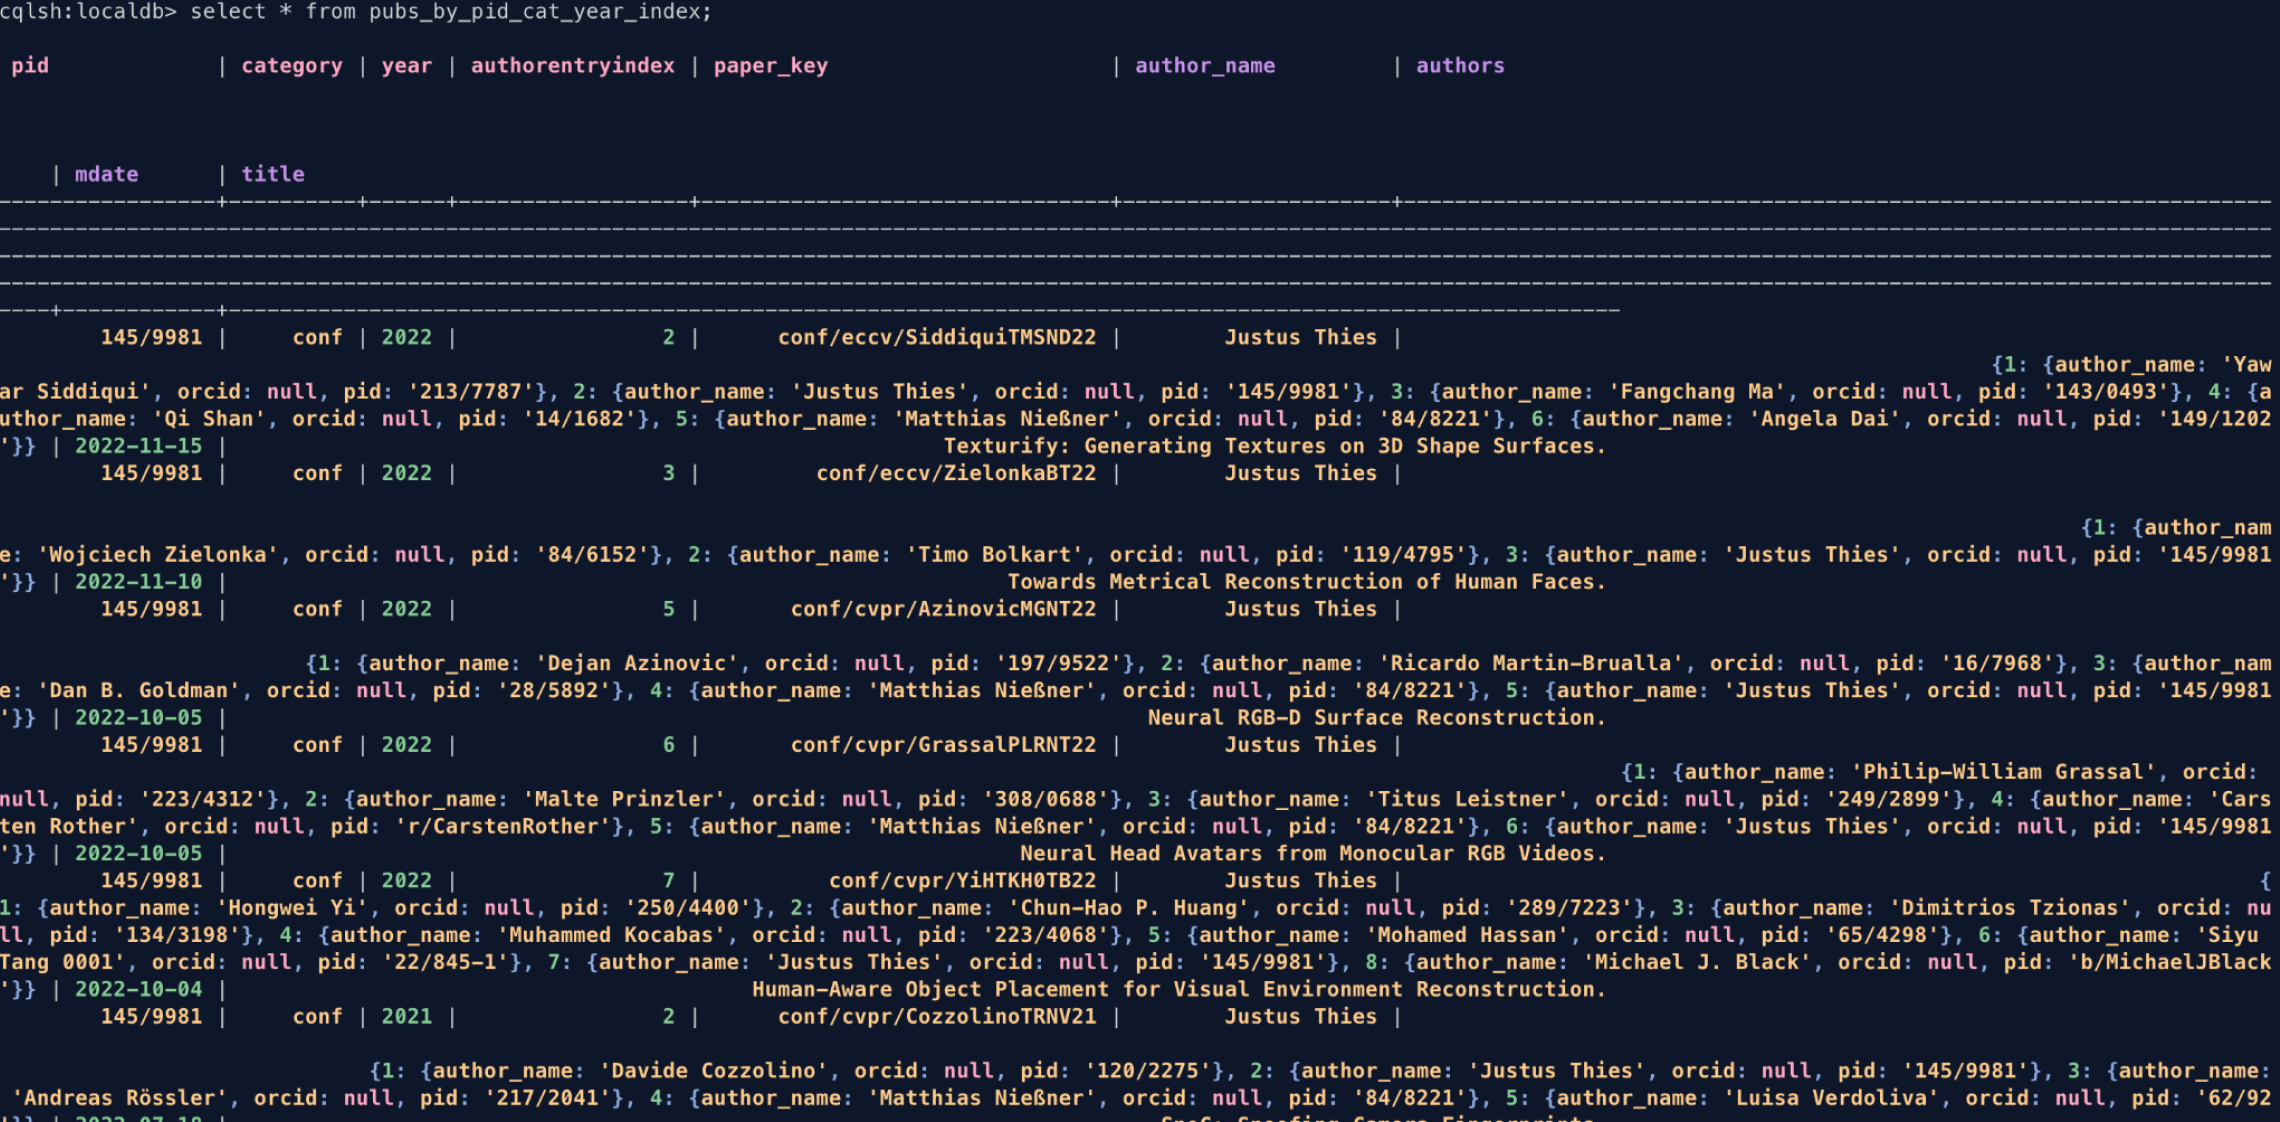 cqlsh:localdb> select * from pubs_by_pid_cat_year_index;
pid | category | year | authorentryindex | paper_key | author_name | authors
| mdate | title
145/9981 | conf | 2022 | 2 | conf/eccv/SiddiquiTMSND22 | Justus Thies |
{1: {author_name: 'Yaw
ar Siddiqui', orcid: null, pid: '213/7787'}, 2: {author_name: 'Justus Thies', orcid: null, pid: '145/9981'}, 3: {author_name: 'Fangchang Ma', orcid: null, pid: '143/0493'}, 4: {a
uthor_name: 'Qi Shan', orcid: null, pid: '14/1682'}, 5: {author_name: 'Matthias Nießner', orcid: null, pid: '84/8221'}, 6: {author_name: 'Angela Dai', orcid: null, pid: '149/1202
'}} | 2022-11-15 | Texturify: Generating Textures on 3D Shape Surfaces.
145/9981 | conf | 2022 | 3 | conf/eccv/ZielonkaBT22 | Justus Thies |
{1: {author_nam
e: 'Wojciech Zielonka', orcid: null, pid: '84/6152'}, 2: {author_name: 'Timo Bolkart', orcid: null, pid: '119/4795'}, 3: {author_name: 'Justus Thies', orcid: null, pid: '145/9981
'}} | 2022-11-10 | Towards Metrical Reconstruction of Human Faces.
145/9981 | conf | 2022 | 5 | conf/cvpr/AzinovicMGNT22 | Justus Thies |
{1: {author_name: 'Dejan Azinovic', orcid: null, pid: '197/9522'}, 2: {author_name: 'Ricardo Martin-Brualla', orcid: null, pid: '16/7968'}, 3: {author_nam
e: 'Dan B. Goldman', orcid: null, pid: '28/5892'}, 4: {author_name: 'Matthias Nießner', orcid: null, pid: '84/8221'}, 5: {author_name: 'Justus Thies', orcid: null, pid: '145/9981
'}} | 2022-10-05 | Neural RGB-D Surface Reconstruction.
145/9981 | conf | 2022 | 6 | conf/cvpr/GrassalPLRNT22 | Justus Thies |
{1: {author_name: 'Philip-William Grassal', orcid:
null, pid: '223/4312'}, 2: {author_name: 'Malte Prinzler', orcid: null, pid: '308/0688'}, 3: {author_name: 'Titus Leistner', orcid: null, pid: '249/2899'}, 4: {author_name: 'Cars
ten Rother', orcid: null, pid: 'r/CarstenRother'}, 5: {author_name: 'Matthias Nießner', orcid: null, pid: '84/8221'}, 6: {author_name: 'Justus Thies', orcid: null, pid: '145/9981
'}} | 2022-10-05 | Neural Head Avatars from Monocular RGB Videos.
145/9981 | conf | 2022 | 7 | conf/cvpr/YiHTKH0TB22 | Justus Thies | {
1: {author_name: 'Hongwei Yi', orcid: null, pid: '250/4400'}, 2: {author_name: 'Chun-Hao P. Huang', orcid: null, pid: '289/7223'}, 3: {author_name: 'Dimitrios Tzionas', orcid: nu
ll, pid: '134/3198'}, 4: {author_name: 'Muhammed Kocabas', orcid: null, pid: '223/4068'}, 5: {author_name: 'Mohamed Hassan', orcid: null, pid: '65/4298'}, 6: {author_name: 'Siyu
Tang 0001', orcid: null, pid: '22/845-1'}, 7: {author_name: 'Justus Thies', orcid: null, pid: '145/9981'}, 8: {author_name: 'Michael J. Black', orcid: null, pid: 'b/MichaelJBlack
'}} | 2022-10-04 | Human-Aware Object Placement for Visual Environment Reconstruction.
145/9981 | conf | 2021 | 2 | conf/cvpr/CozzolinoTRNV21 | Justus Thies |
{1: {author_name: 'Davide Cozzolino', orcid: null, pid: '120/2275'}, 2: {author_name: 'Justus Thies', orcid: null, pid: '145/9981'}, 3: {author_name:
'Andreas Rössler', orcid: null, pid: '217/2041'}, 4: {author_name: 'Matthias Nießner', orcid: null, pid: '84/8221'}, 5: {author_name: 'Luisa Verdoliva', orcid: null, pid: '62/92